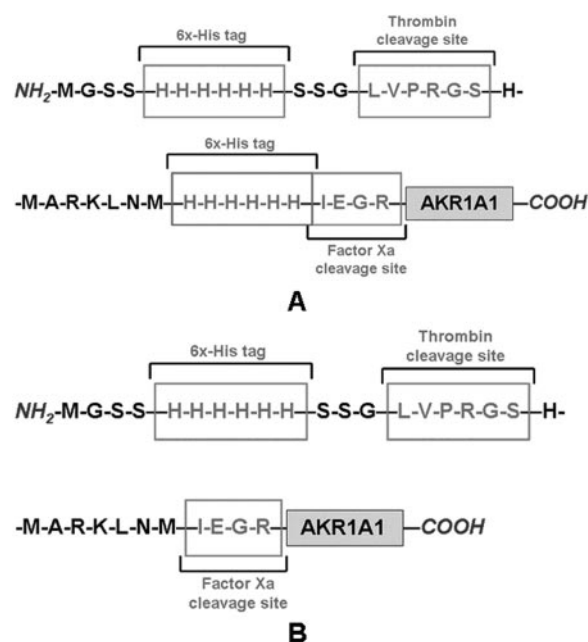 Thrombin
6x-His tag cleavage site
NH2-M-G-S-S-H-H-H-H-H-H-S-S-G-L-V-P-R-G-S-H-
6x-His tag
-M-A-R-K-L-N-M-H-H-H-H-H-H-I-E-G-R-AKR1A1-COOH
Factor Xa
cleavage site
A
Thrombin
6x-His tag cleavage site
NH2-M-G-S-S-H-H-H-H-H-H-S-S-G-L-V-P-R-G-S-H-
-M-A-R-K-L-N-M-I-E-G-R-AKR1A1-COOH
Factor Xa
cleavage site
B